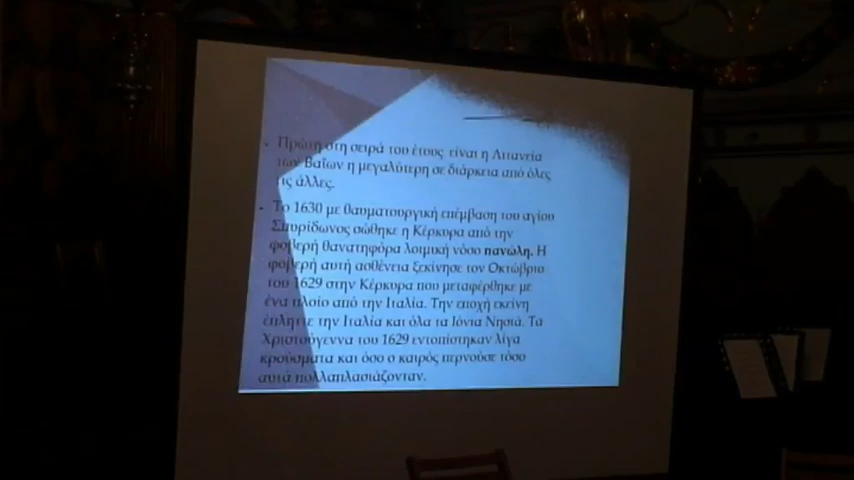 Πρώτη στη σειρά του έτους είναι η Λιτανεία
των Βαΐων η μεγαλύτερη σε διάρκεια από όλες
τις άλλες.
Το 1630 με θαυματουργική επέμβαση του αγίου
Σπυρίδωνος σώθηκε η Κέρκυρα από την
φοβερή θανατηφόρα λοιμική νόσο πανώλη. Η
φοβερή αυτή ασθένεια ξεκίνησε τον Οκτώβριο
του 1629 στην Κέρκυρα που μεταφέρθηκε με
ένα πλοίο από την Ιταλία. Την εποχή εκείνη
έπληττε την Ιταλία και όλα τα Ιόνια Νησιά. Τα
Χριστούγεννα του 1629 εντοπίστηκαν λίγα
κρούσματα και όσο ο καιρός περνούσε τόσο
αυτά πολλαπλασιάζονταν.